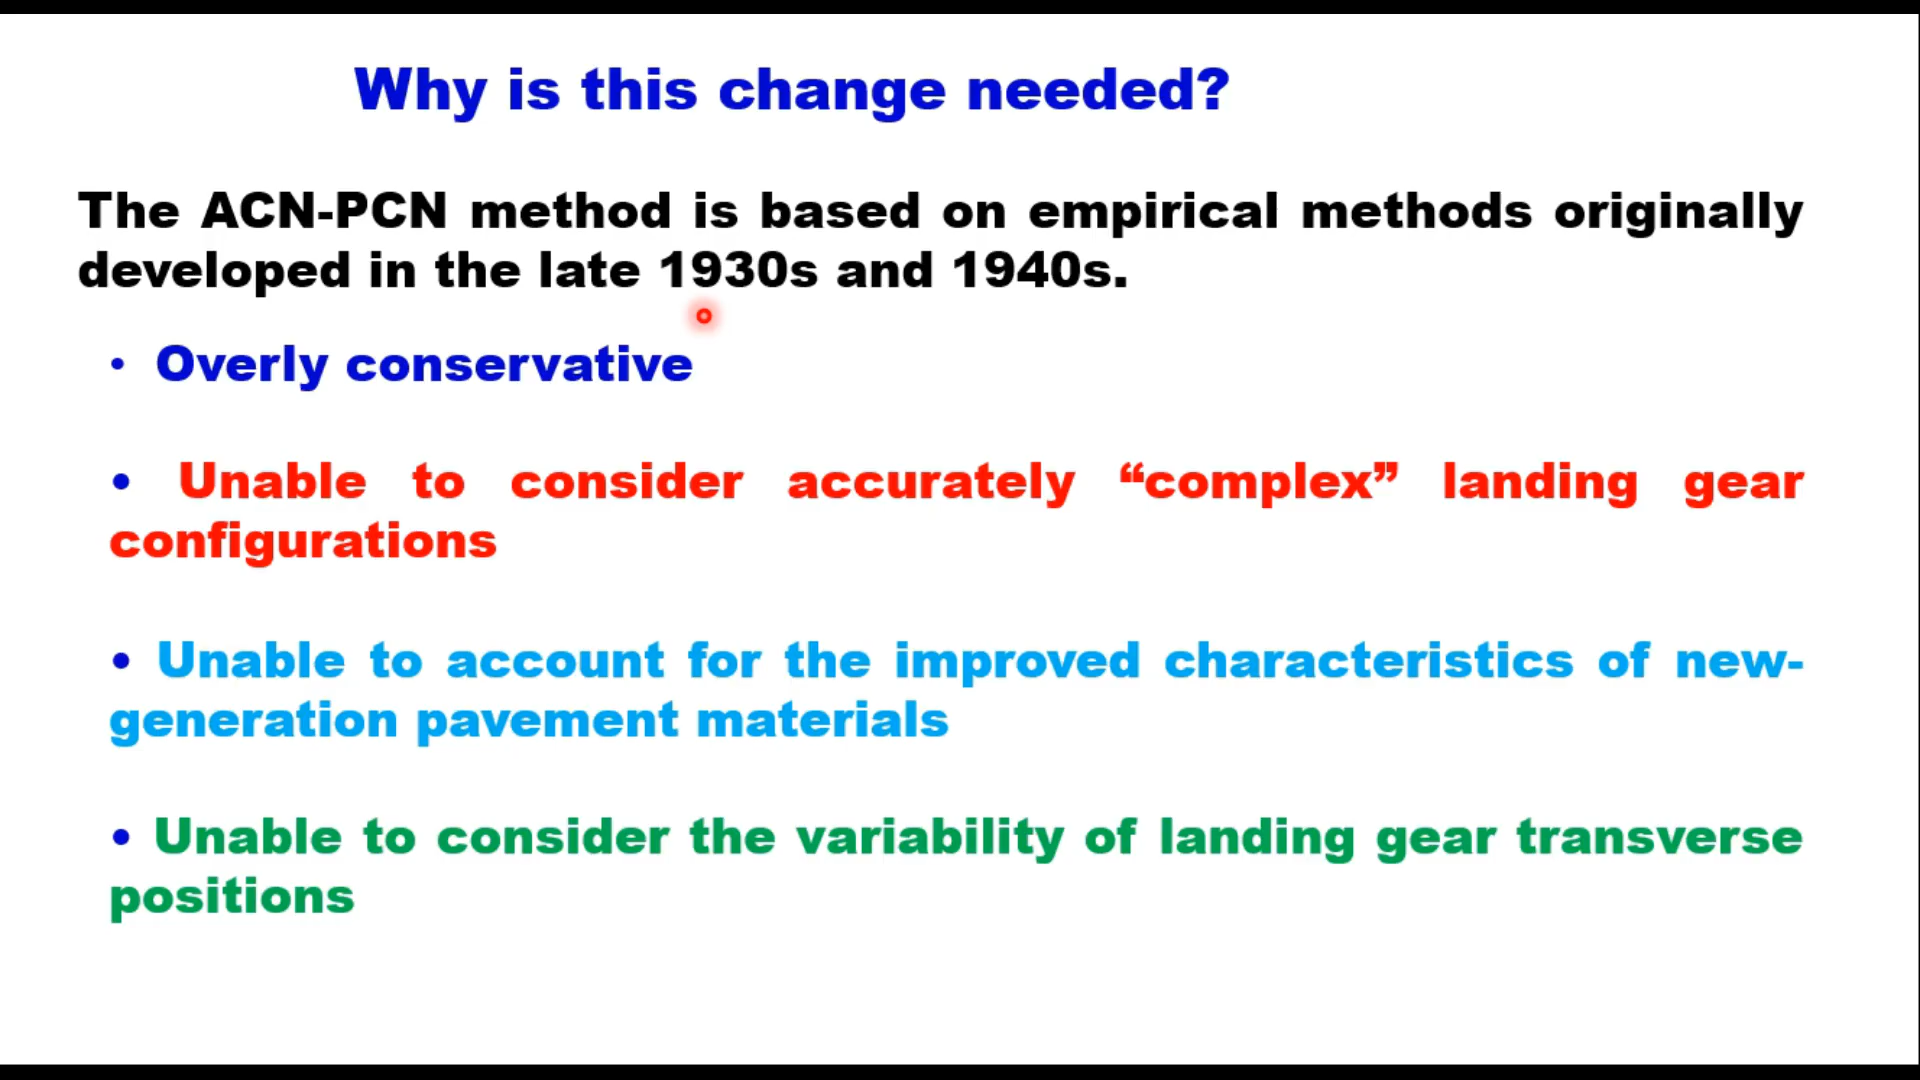 Why is this change needed?
The ACN-PCN method is based on empirical methods originally
developed in the late 1930s and 1940s.
• Overly conservative
• Unable to consider accurately “complex” landing gear
configurations
• Unable to account for the improved characteristics of new-
generation pavement materials
• Unable to consider the variability of landing gear transverse
positions